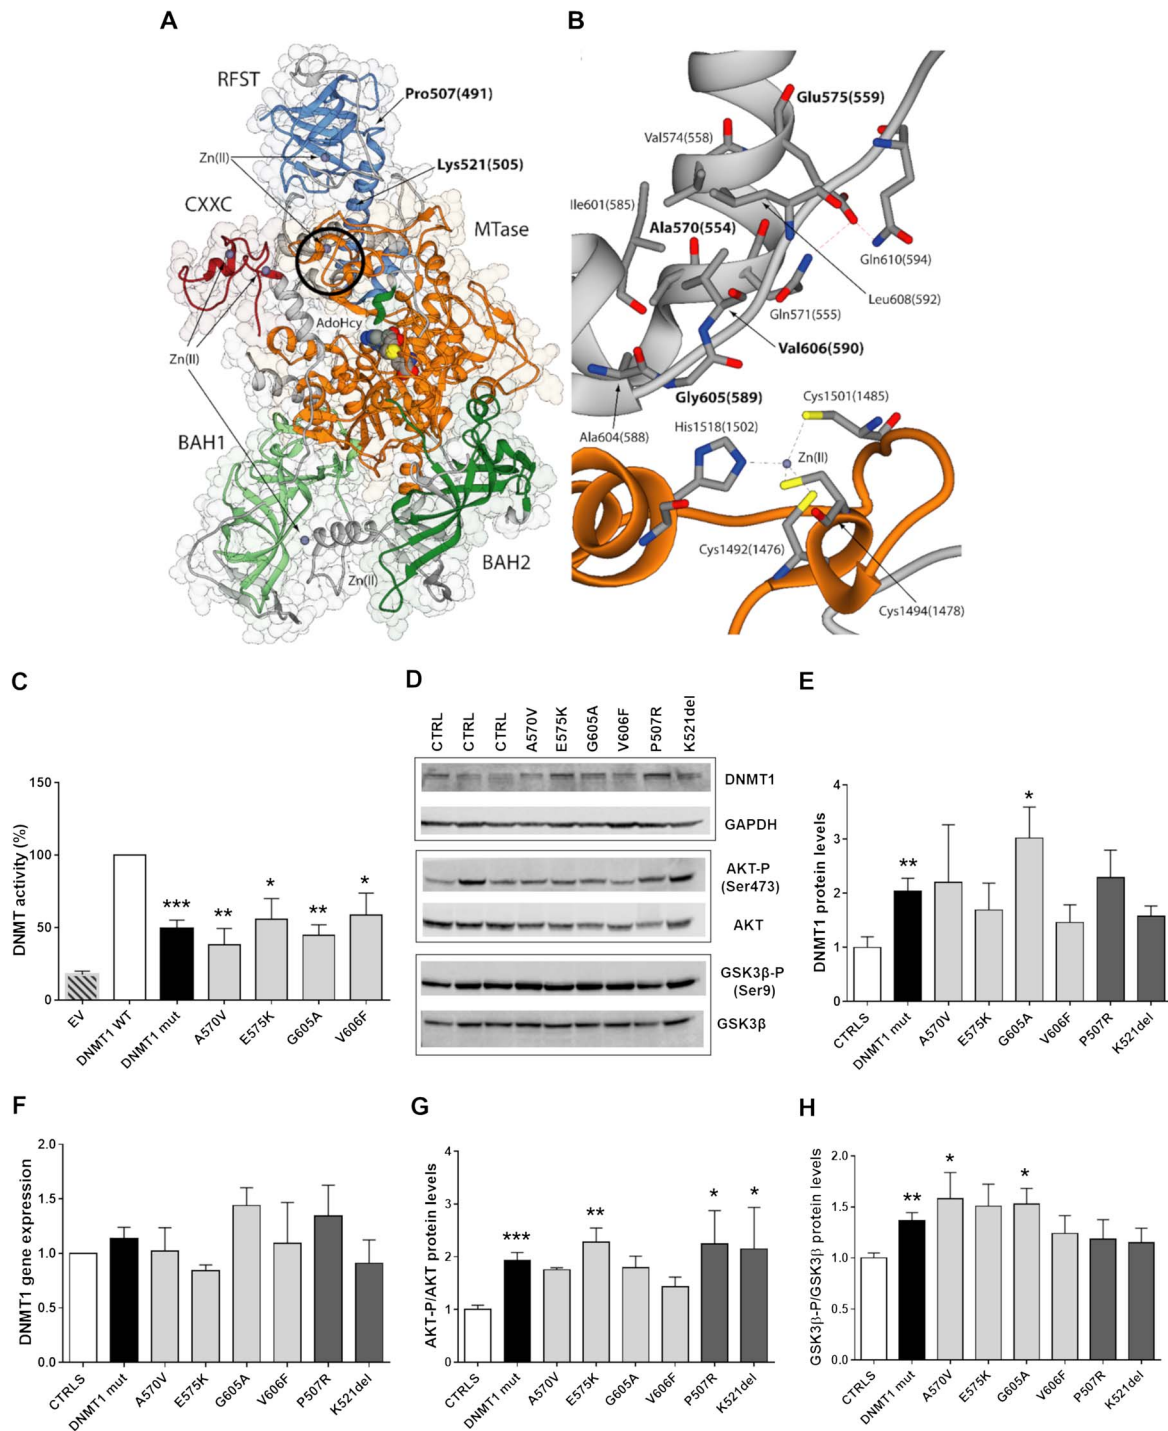 A
RFST
Pro507(491)
Zn(II)
Lys521(505)
CXXC
MTase
AdoHcy
Zn(II)
BAH1
BAH2
Zn(II)
B
Glu575(559)
Val574(558)
Ile601(585)
Ala570(554)
Gln610(594)
Leu608(592)
Gln571(555)
Val606(590)
Gly605(589)
Cys1501(1485)
Ala604(588)
His1518(1502)
Zn(II)
Cys1492(1476)
Cys1494(1478)
C
DNMT activity (%)
150
100
50
0
***
**
*
**
*
EV
DNMT1 WT
DNMT1 mut
A570V
E575K
G605A
V606F
D
CTRL
CTRL
CTRL
A570V
E575K
G605A
V606F
P507R
K521del
DNMT1
GAPDH
AKT-P
(Ser473)
AKT
GSK3β-P
(Ser9)
GSK3β
E
DNMT1 protein levels
4
3
2
1
0
**
*
CTRLS
DNMT1 mut
A570V
E575K
G605A
V606F
P507R
K521del
F
DNMT1 gene expression
2.0
1.5
1.0
0.5
0.0
CTRLS
DNMT1 mut
A570V
E575K
G605A
V606F
P507R
K521del
G
AKT-P/AKT protein levels
4
3
2
1
0
***
**
*
*
CTRLS
DNMT1 mut
A570V
E575K
G605A
V606F
P507R
K521del
H
GSK3β-P/GSK3β protein levels
2.0
1.5
1.0
0.5
0.0
**
*
*
CTRLS
DNMT1 mut
A570V
E575K
G605A
V606F
P507R
K521del